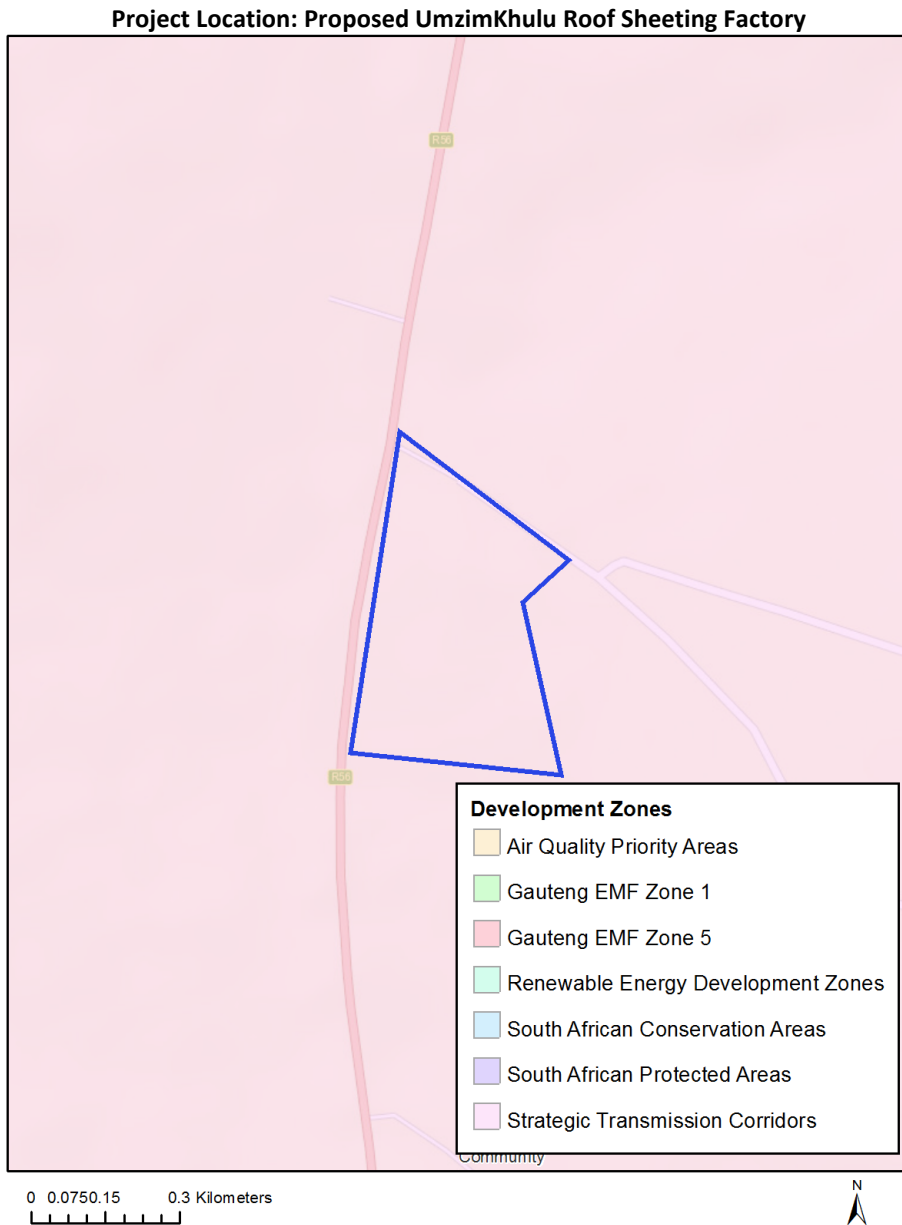 Project Location: Proposed UmzimKhulu Roof Sheeting Factory
R56
R56
Development Zones
Air Quality Priority Areas
Gauteng EMF Zone 1
Gauteng EMF Zone 5
Renewable Energy Development Zones
South African Conservation Areas
South African Protected Areas
Strategic Transmission Corridors
Community
0 0.0750.15 0.3 Kilometers
N